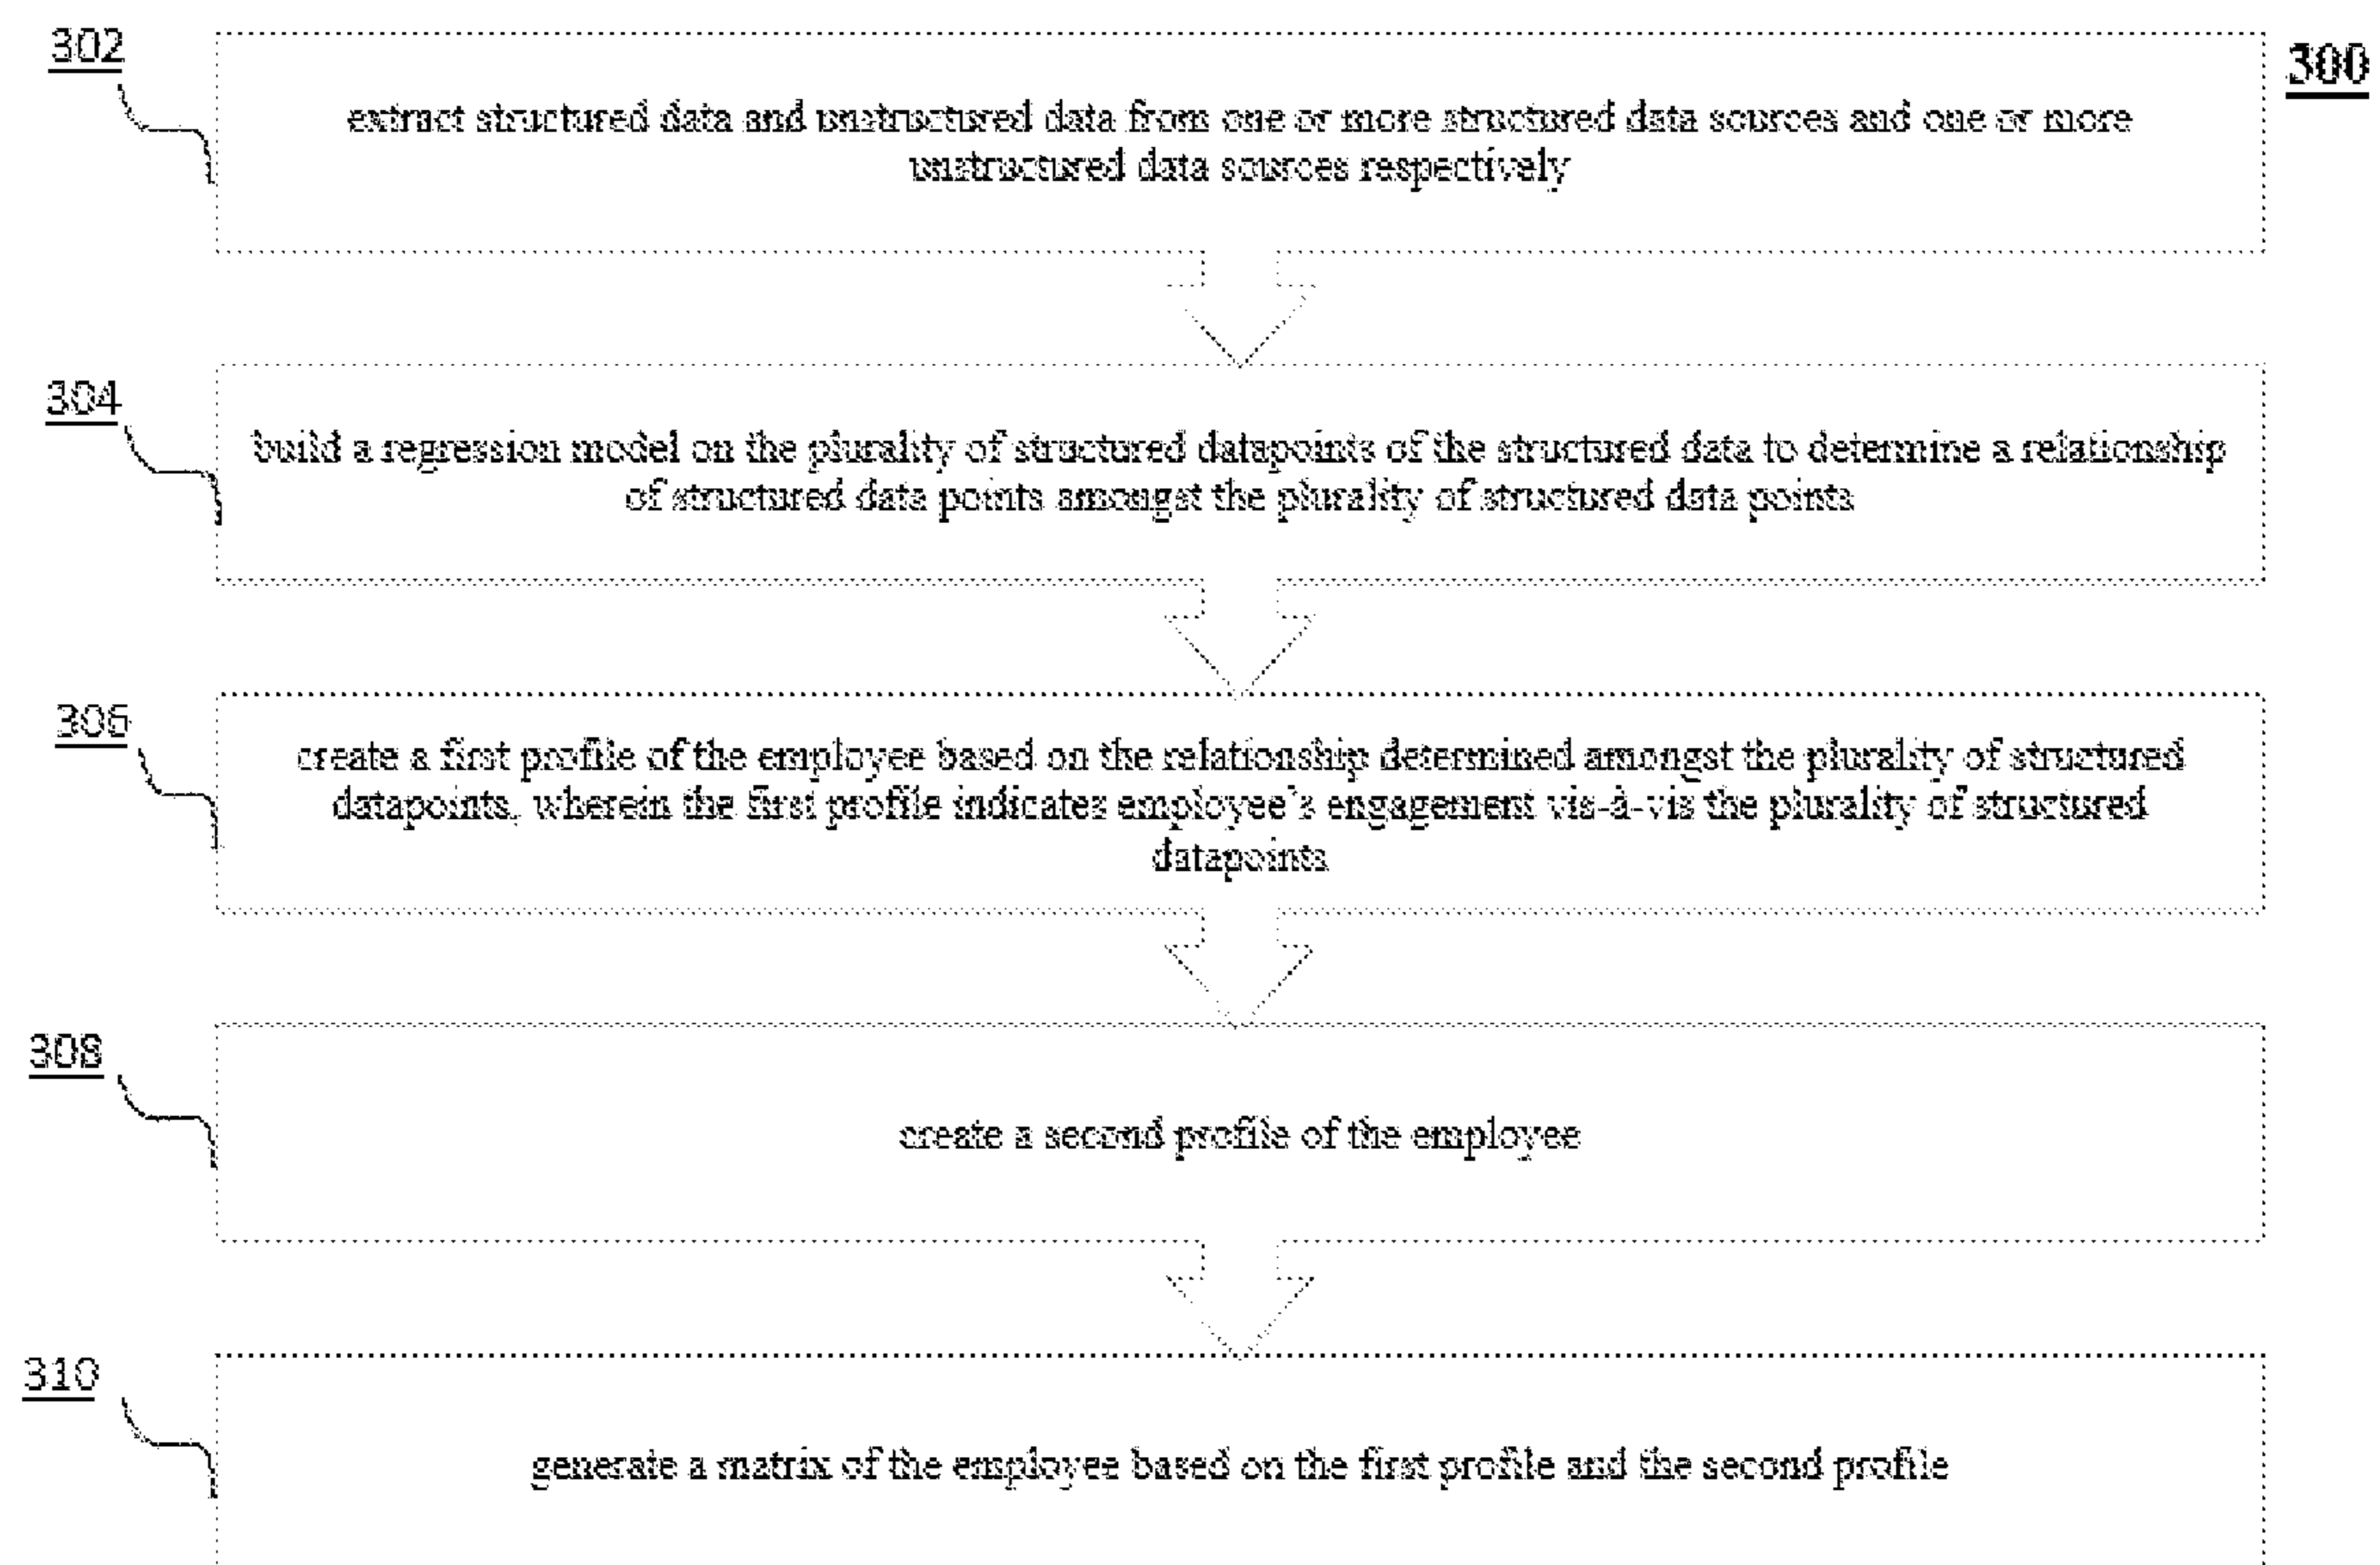 302
300
extract structured data and unstructured data from one or more structured data sources and one or more
unstructured data sources respectively
304
build a regression model on the plurality of structured datapoints of the structured data to determine a relationship
of structured data points amongst the plurality of structured data points
306
create a first profile of the employee based on the relationship determined amongst the plurality of structured
datapoints, wherein the first profile indicates employee's engagement vis-à-vis the plurality of structured
datapoints
308
create a second profile of the employee
310
generate a matrix of the employee based on the first profile and the second profile